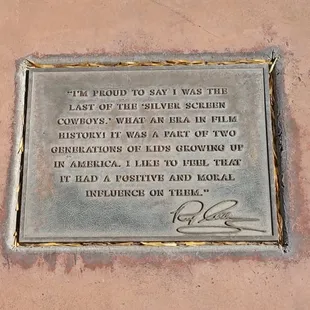 "I'M PROUD TO SAY I WAS THE
LAST OF THE 'SILVER SCREEN
COWBOYS.' WHAT AN ERA IN FILM
HISTORY! IT WAS A PART OF TWO
GENERATIONS OF KIDS GROWING UP
IN AMERICA. I LIKE TO FEEL THAT
IT HAD A POSITIVE AND MORAL
INFLUENCE ON THEM."